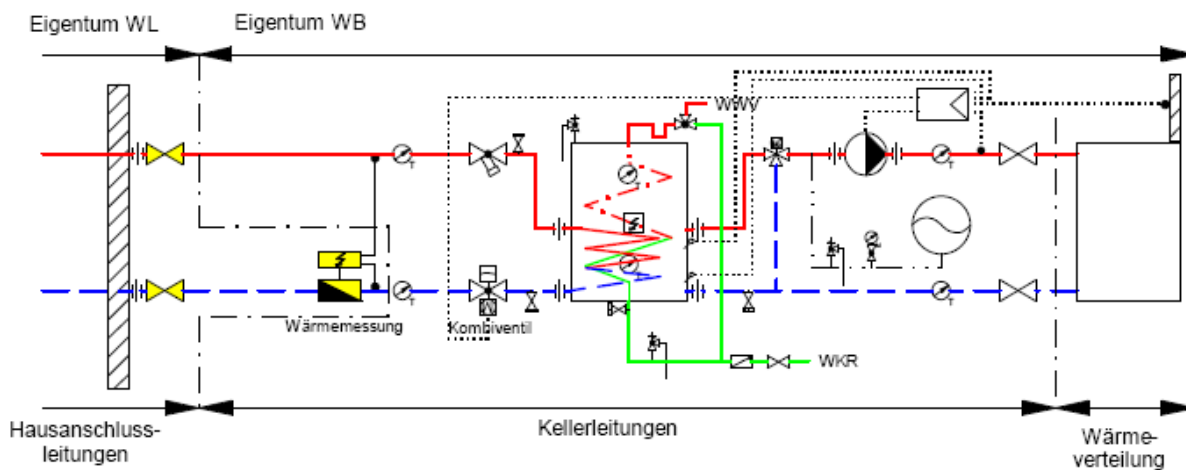 Eigentum WL
Eigentum WB
WWV
T
T
T
T
Wärmemessung
Kombiventil
T
T
T
WKR
Hausanschluss-
leitungen
Kellerleitungen
Wärme-
verteilung